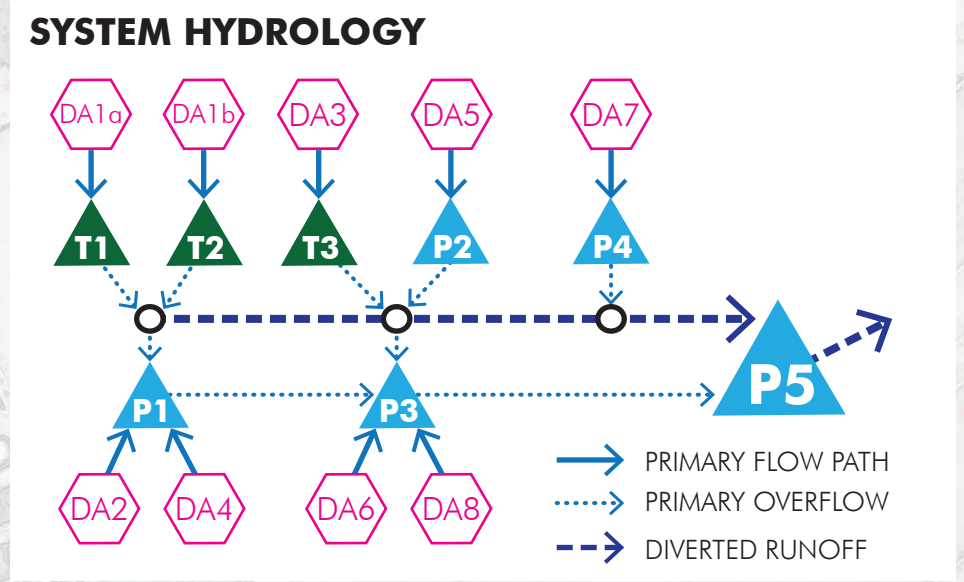 SYSTEM HYDROLOGY
DA1a DA1b DA3 DA5 DA7
T1 T2 T3 P2 P4
P5
P1 P3
PRIMARY FLOW PATH
DA2 DA4 DA6 DA8
PRIMARY OVERFLOW
DIVERTED RUNOFF